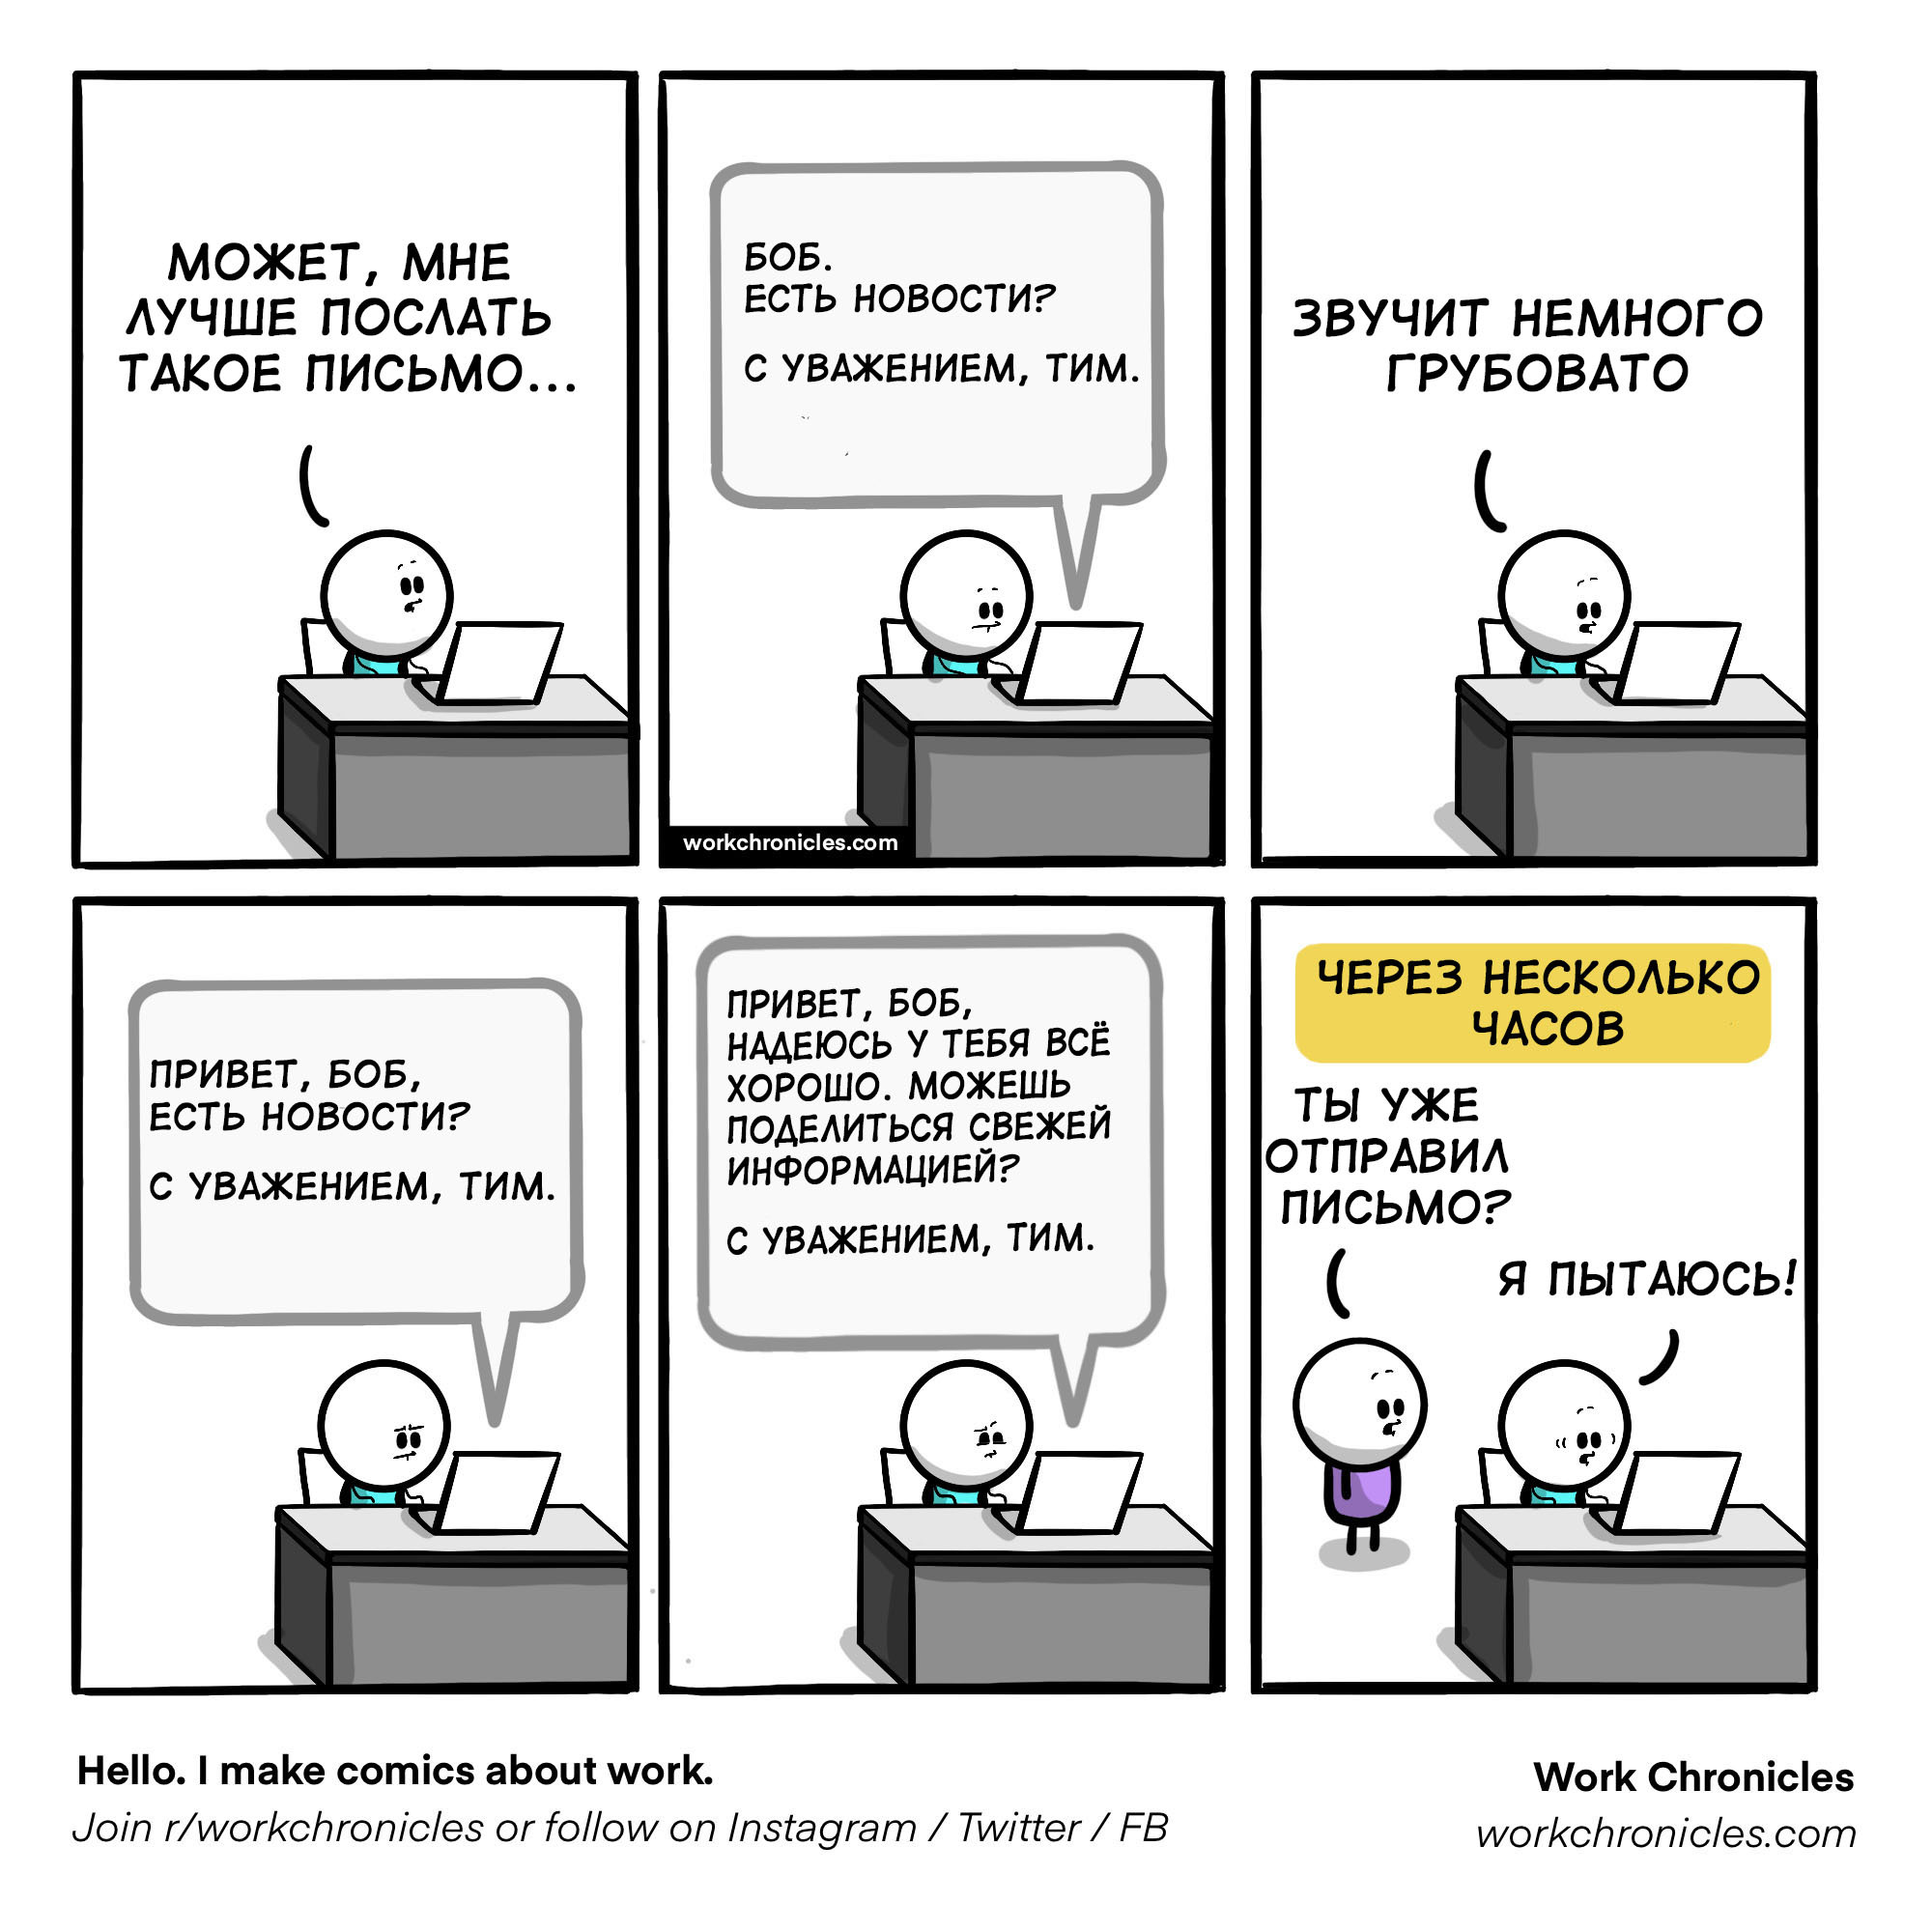 МОЖЕТ, МНЕ
ЛУЧШЕ ПОСЛАТЬ
ТАКОЕ ПИСЬМО...
БОБ.
ЕСТЬ НОВОСТИ?
С УВАЖЕНИЕМ, ТИМ.
workchronicles.com
ЗВУЧИТ НЕМНОГО
ГРУБОВАТО
ПРИВЕТ, БОБ,
ЕСТЬ НОВОСТИ?
С УВАЖЕНИЕМ, ТИМ.
ПРИВЕТ, БОБ,
НАДЕЮСЬ У ТЕБЯ ВСЁ
ХОРОШО. МОЖЕШЬ
ПОДЕЛИТЬСЯ СВЕЖЕЙ
ИНФОРМАЦИЕЙ?
С УВАЖЕНИЕМ, ТИМ.
ЧЕРЕЗ НЕСКОЛЬКО
ЧАСОВ
ТЫ УЖЕ
ОТПРАВИЛ
ПИСЬМО?
Я ПЫТАЮСЬ!
Hello. I make comics about work.
Join r/workchronicles or follow on Instagram / Twitter / FB
Work Chronicles
workchronicles.com